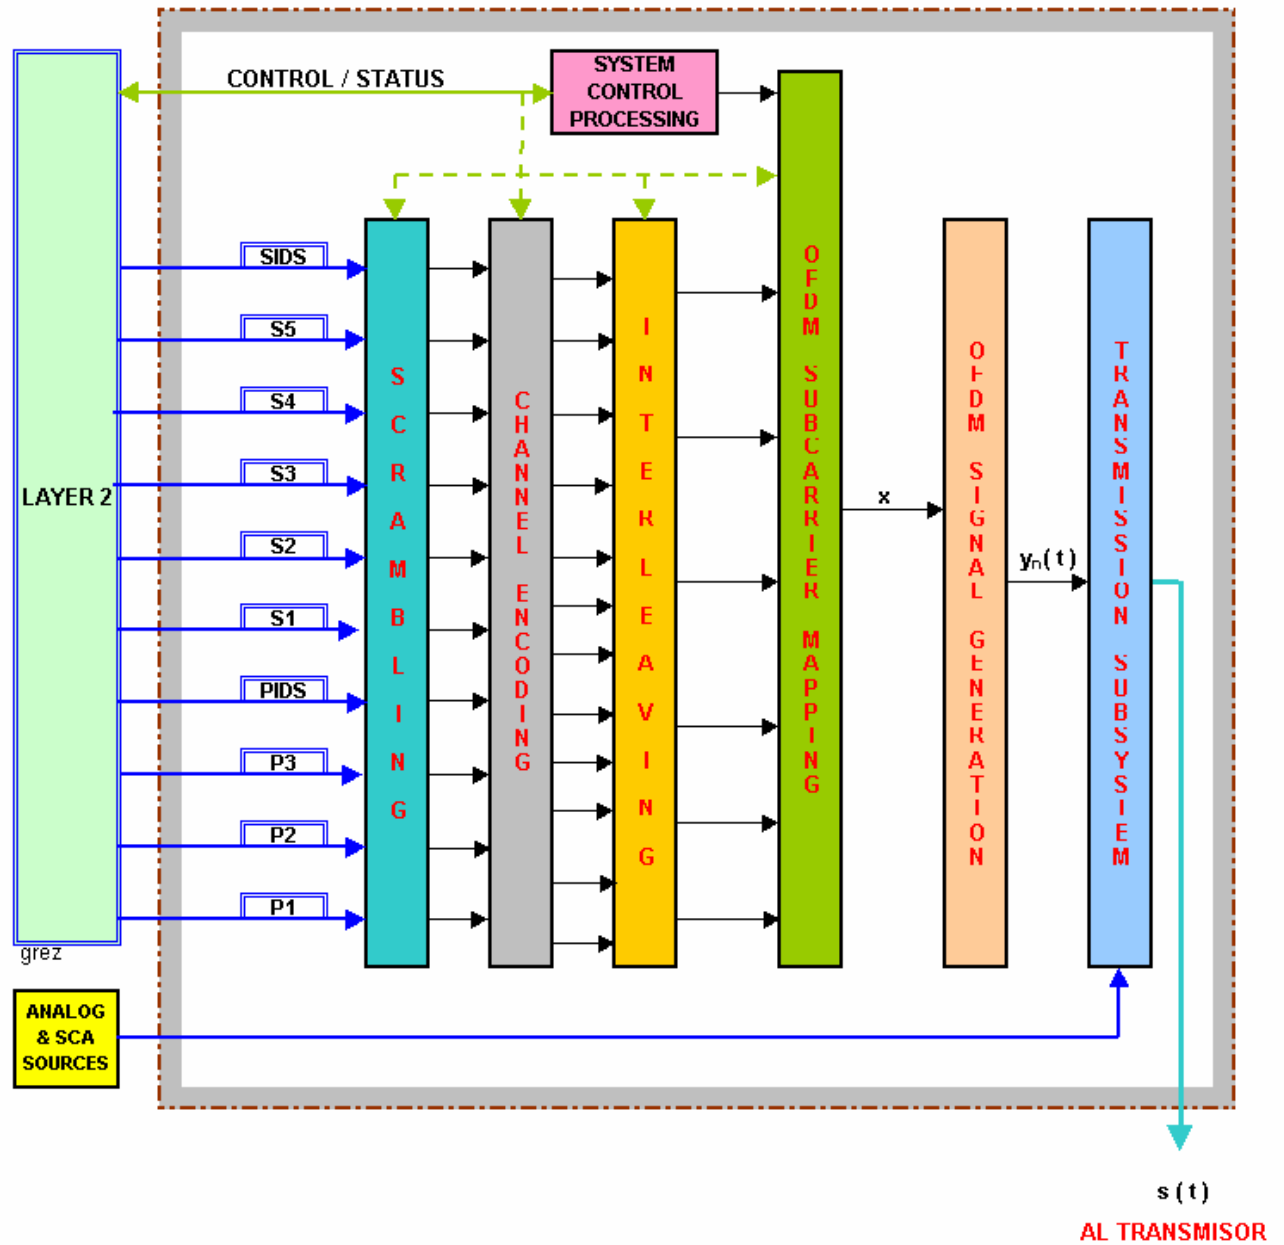 SYSTEM
CONTROL
PROCESSING
CONTROL / STATUS
LAYER 2
SIDS
S5
S4
S3
S2
S1
PIDS
P3
P2
P1
SCRAMBLING
CHANNEL ENCODING
INTERLEAVING
OFDM SUBCARRIER MAPPING
x
OFDM SIGNAL GENERATION
yn(t)
TRANSMISSION SUBSYSIEM
grez
ANALOG
& SCA
SOURCES
s(t)
AL TRANSMISOR